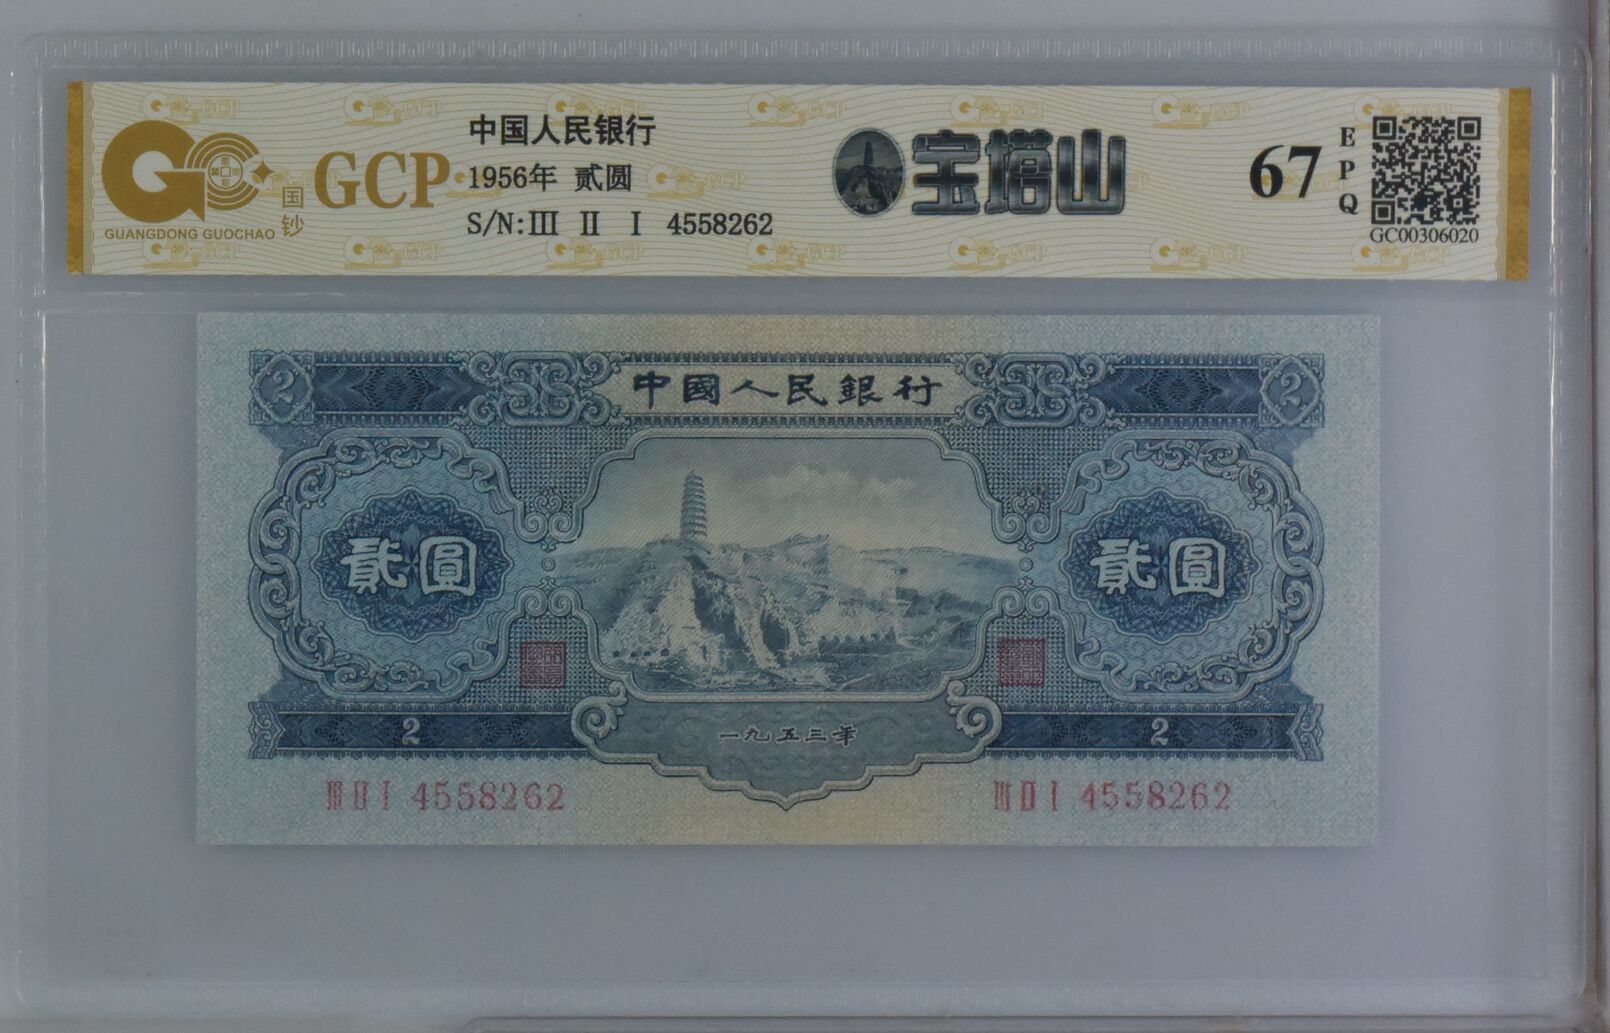 GCP
国钞
GUANGDONG GUOCHAO
中国人民银行
1956年 贰圆
S/N:Ⅲ Ⅱ Ⅰ 4558262
宝塔山
67
EPQ
GC00306020
2
中國人民銀行
2
貳圓
貳圓
2
一九五三年
2
Ⅲ Ⅱ Ⅰ 4558262
Ⅲ Ⅱ Ⅰ 4558262